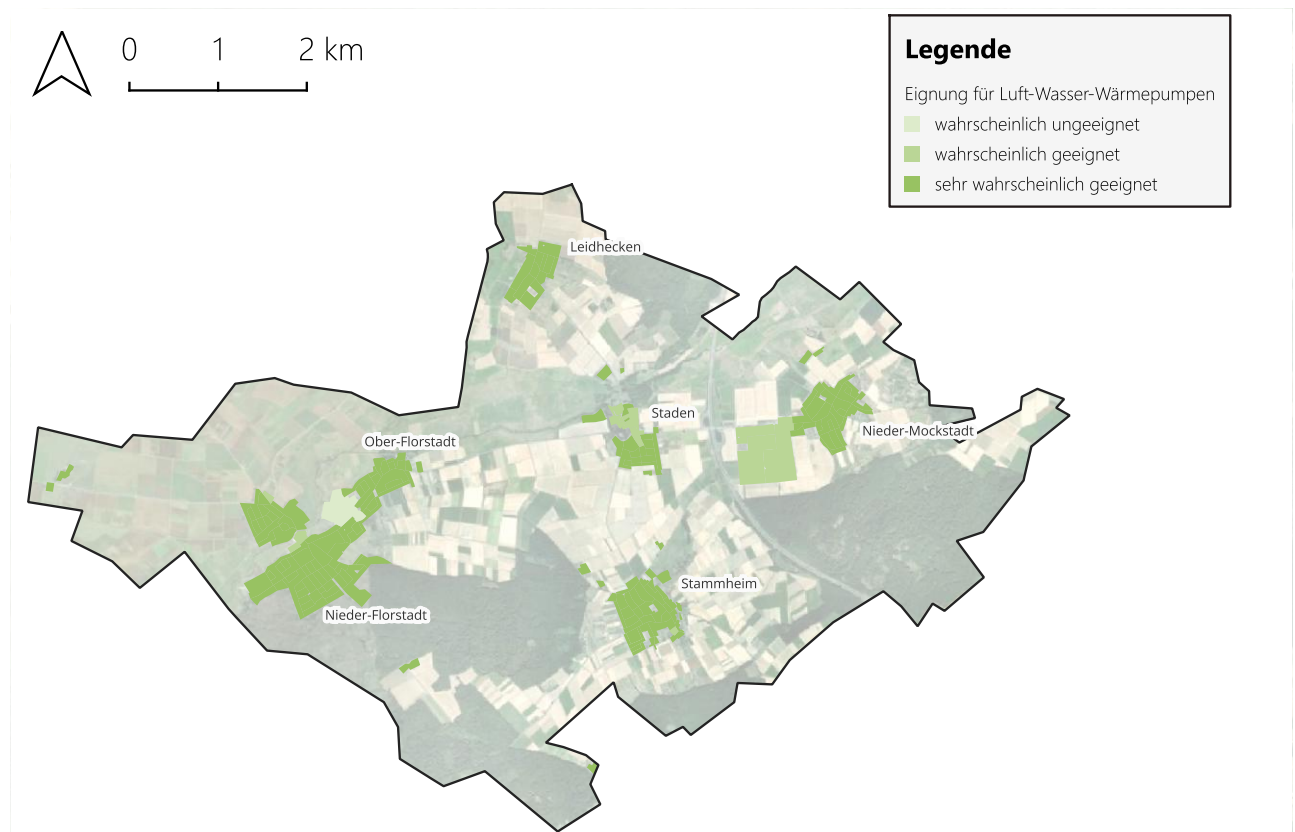 0 1 2 km
Legende
Eignung für Luft-Wasser-Wärmepumpen
wahrscheinlich ungeeignet
wahrscheinlich geeignet
sehr wahrscheinlich geeignet
Leidhecken
Staden
Nieder-Mockstadt
Ober-Florstadt
Stammheim
Nieder-Florstadt